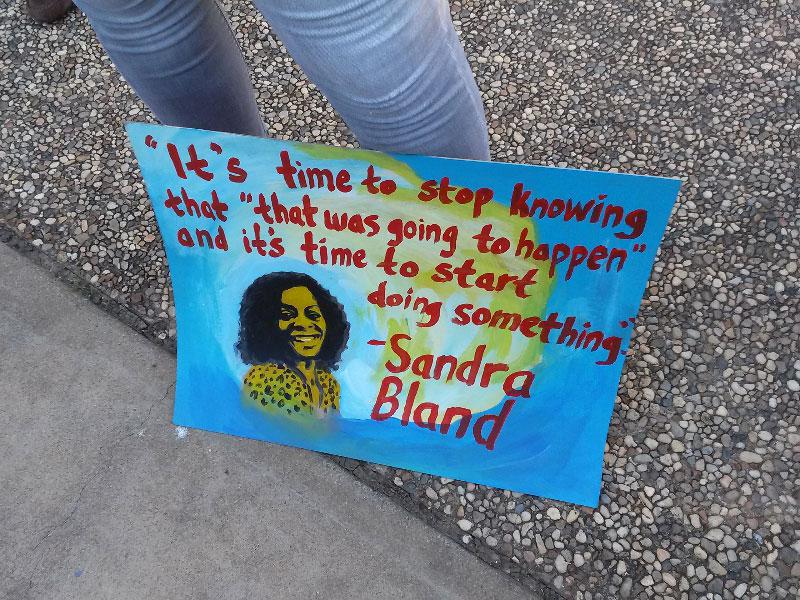 "It's time to stop knowing
that "that was going to happen"
and it's time to start
doing something."
-Sandra
Bland